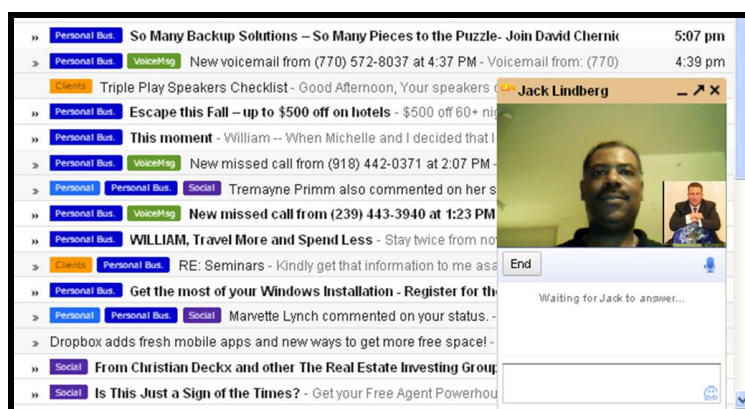 » Personal Bus. So Many Backup Solutions – So Many Pieces to the Puzzle- Join David Chernic 5:07 pm
» Personal Bus. VoiceMsg New voicemail from (770) 572-8037 at 4:37 PM - Voicemail from: (770) 4:39 pm
Clients Triple Play Speakers Checklist - Good Afternoon, Your speakers
Jack Lindberg
» Personal Bus. Escape this Fall – up to $500 off on hotels - $500 off 60+ nig
» Personal Bus. This moment - William -- When Michelle and I decided that I
» Personal Bus. VoiceMsg New missed call from (918) 442-0371 at 2:07 PM -
» Personal Personal Bus. Social Tremayne Primm also commented on her s
» Personal Bus. VoiceMsg New missed call from (239) 443-3940 at 1:23 PM
» Personal Bus. WILLIAM, Travel More and Spend Less - Stay twice from no
» Clients Personal Bus. RE: Seminars - Kindly get that information to me asa
End
» Personal Bus. Get the most of your Windows Installation - Register for th
Waiting for Jack to answer...
» Personal Personal Bus. Social Marvette Lynch commented on your status. -
» Dropbox adds fresh mobile apps and new ways to get more free space! -
» Social From Christian Deckx and other The Real Estate Investing Group
» Social Is This Just a Sign of the Times? - Get your Free Agent Powerhou